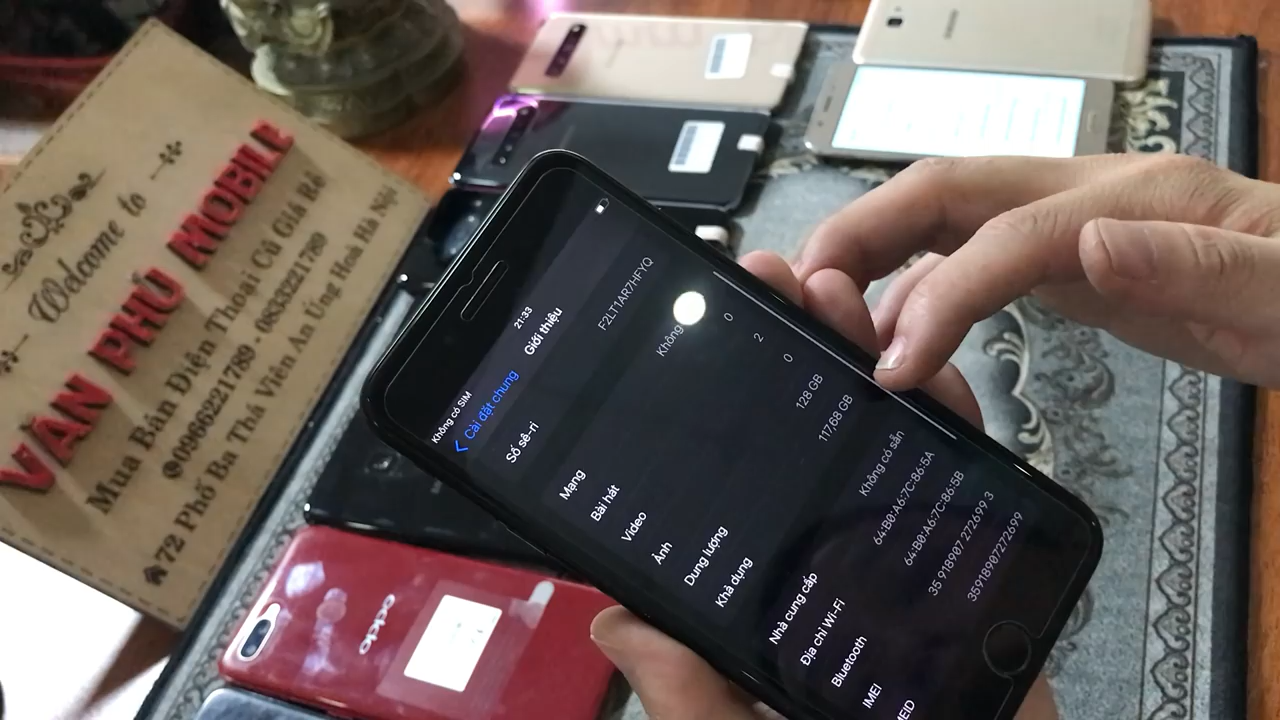 Welcome to
VĂN PHÚ MOBILE
Mua Bán Điện Thoại Cũ Giá Rẻ
0966221789 - 0833221789
72 Phố Ba Thá Viên An Ứng Hoà Hà Nội
Không có SIM
21:33
Cài đặt chung
Giới thiệu
Số sê-ri F2LT1AR7HFYQ
Mạng Không
Bài hát 0
Video 2
Ảnh 0
Dung lượng 128 GB
Khả dụng 117,68 GB
Nhà cung cấp Không có sẵn
Địa chỉ Wi-Fi 64:B0:A6:7C:86:5A
Bluetooth 64:B0:A6:7C:86:5B
IMEI 35 918907 272699 3
MEID 35918907272699
oppo